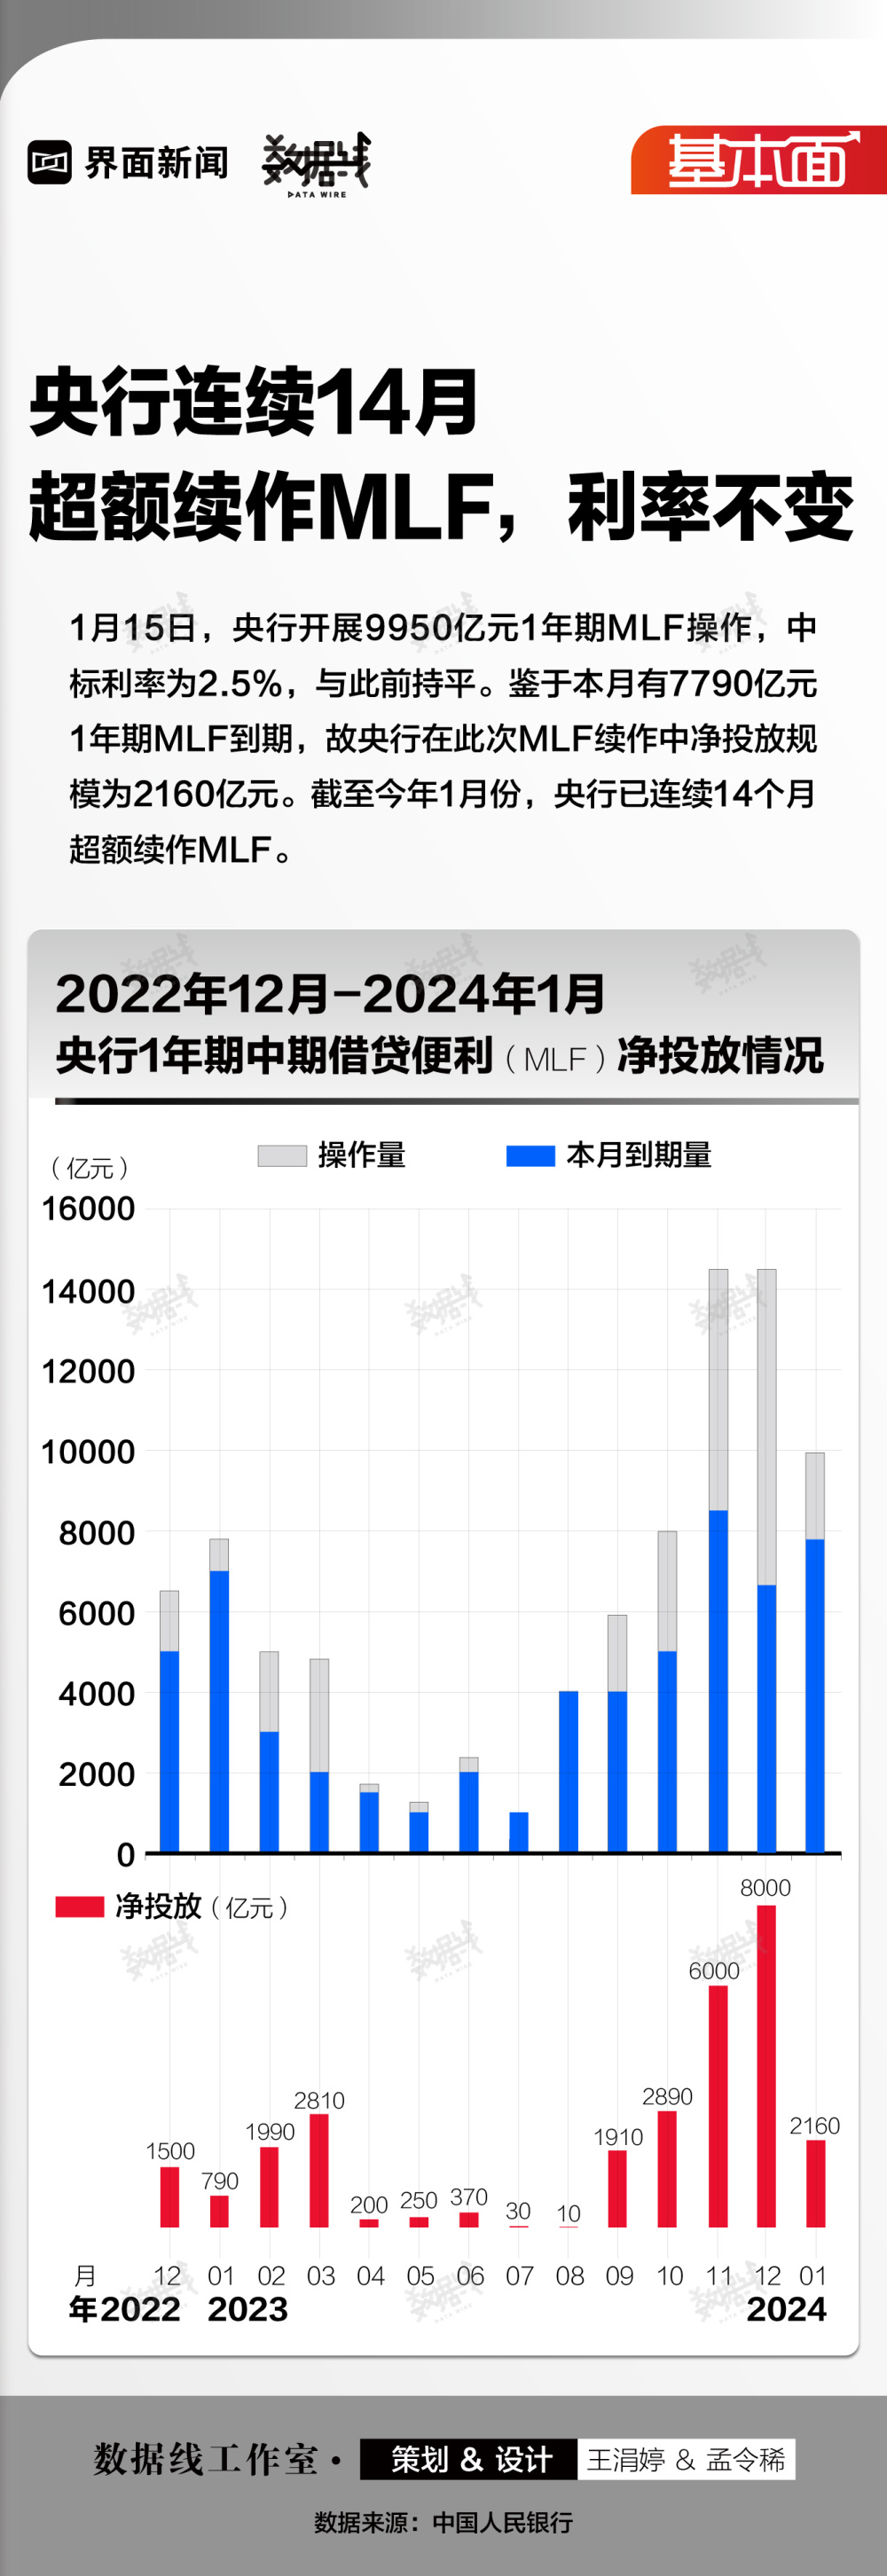 界面新闻 数据线
DATA WIRE
基本面
央行连续14月
超额续作MLF，利率不变
1月15日，央行开展9950亿元1年期MLF操作，中
标利率为2.5%，与此前持平。鉴于本月有7790亿元
1年期MLF到期，故央行在此次MLF续作中净投放规
模为2160亿元。截至今年1月份，央行已连续14个月
超额续作MLF。
2022年12月–2024年1月
央行1年期中期借贷便利（MLF）净投放情况
（亿元） 操作量 本月到期量
16000
14000
12000
10000
8000
6000
4000
2000
0
净投放（亿元）
1500 790 1990 2810 200 250 370 30 10 1910 2890 6000 8000 2160
月 12 01 02 03 04 05 06 07 08 09 10 11 12 01
年2022 2023 2024
数据线工作室· 策划 & 设计 王涓婷 & 孟令稀
数据来源：中国人民银行